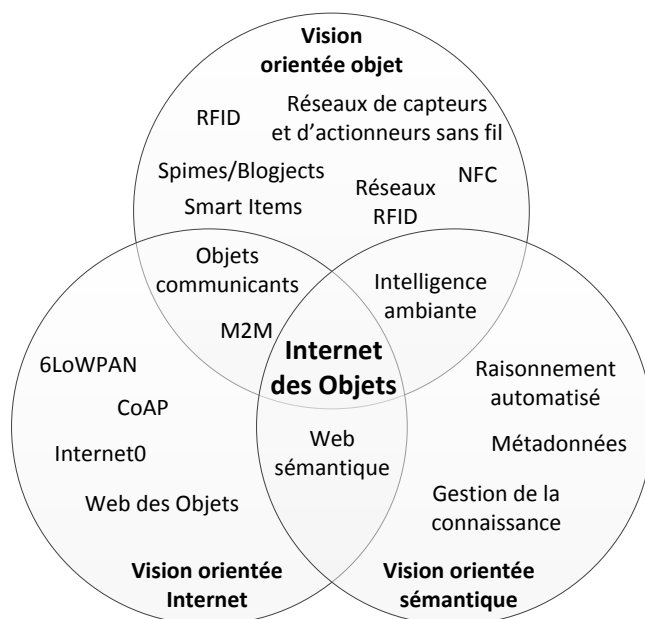 Vision
orientée objet
RFID
Réseaux de capteurs
et d'actionneurs sans fil
Spimes/Blogjects
NFC
Réseaux
RFID
Smart Items
Objets
communicants
Intelligence
ambiante
M2M
Internet
des Objets
6LoWPAN
CoAP
Internet0
Web des Objets
Web
sémantique
Raisonnement
automatisé
Métadonnées
Gestion de la
connaissance
Vision orientée
Internet
Vision orientée
sémantique